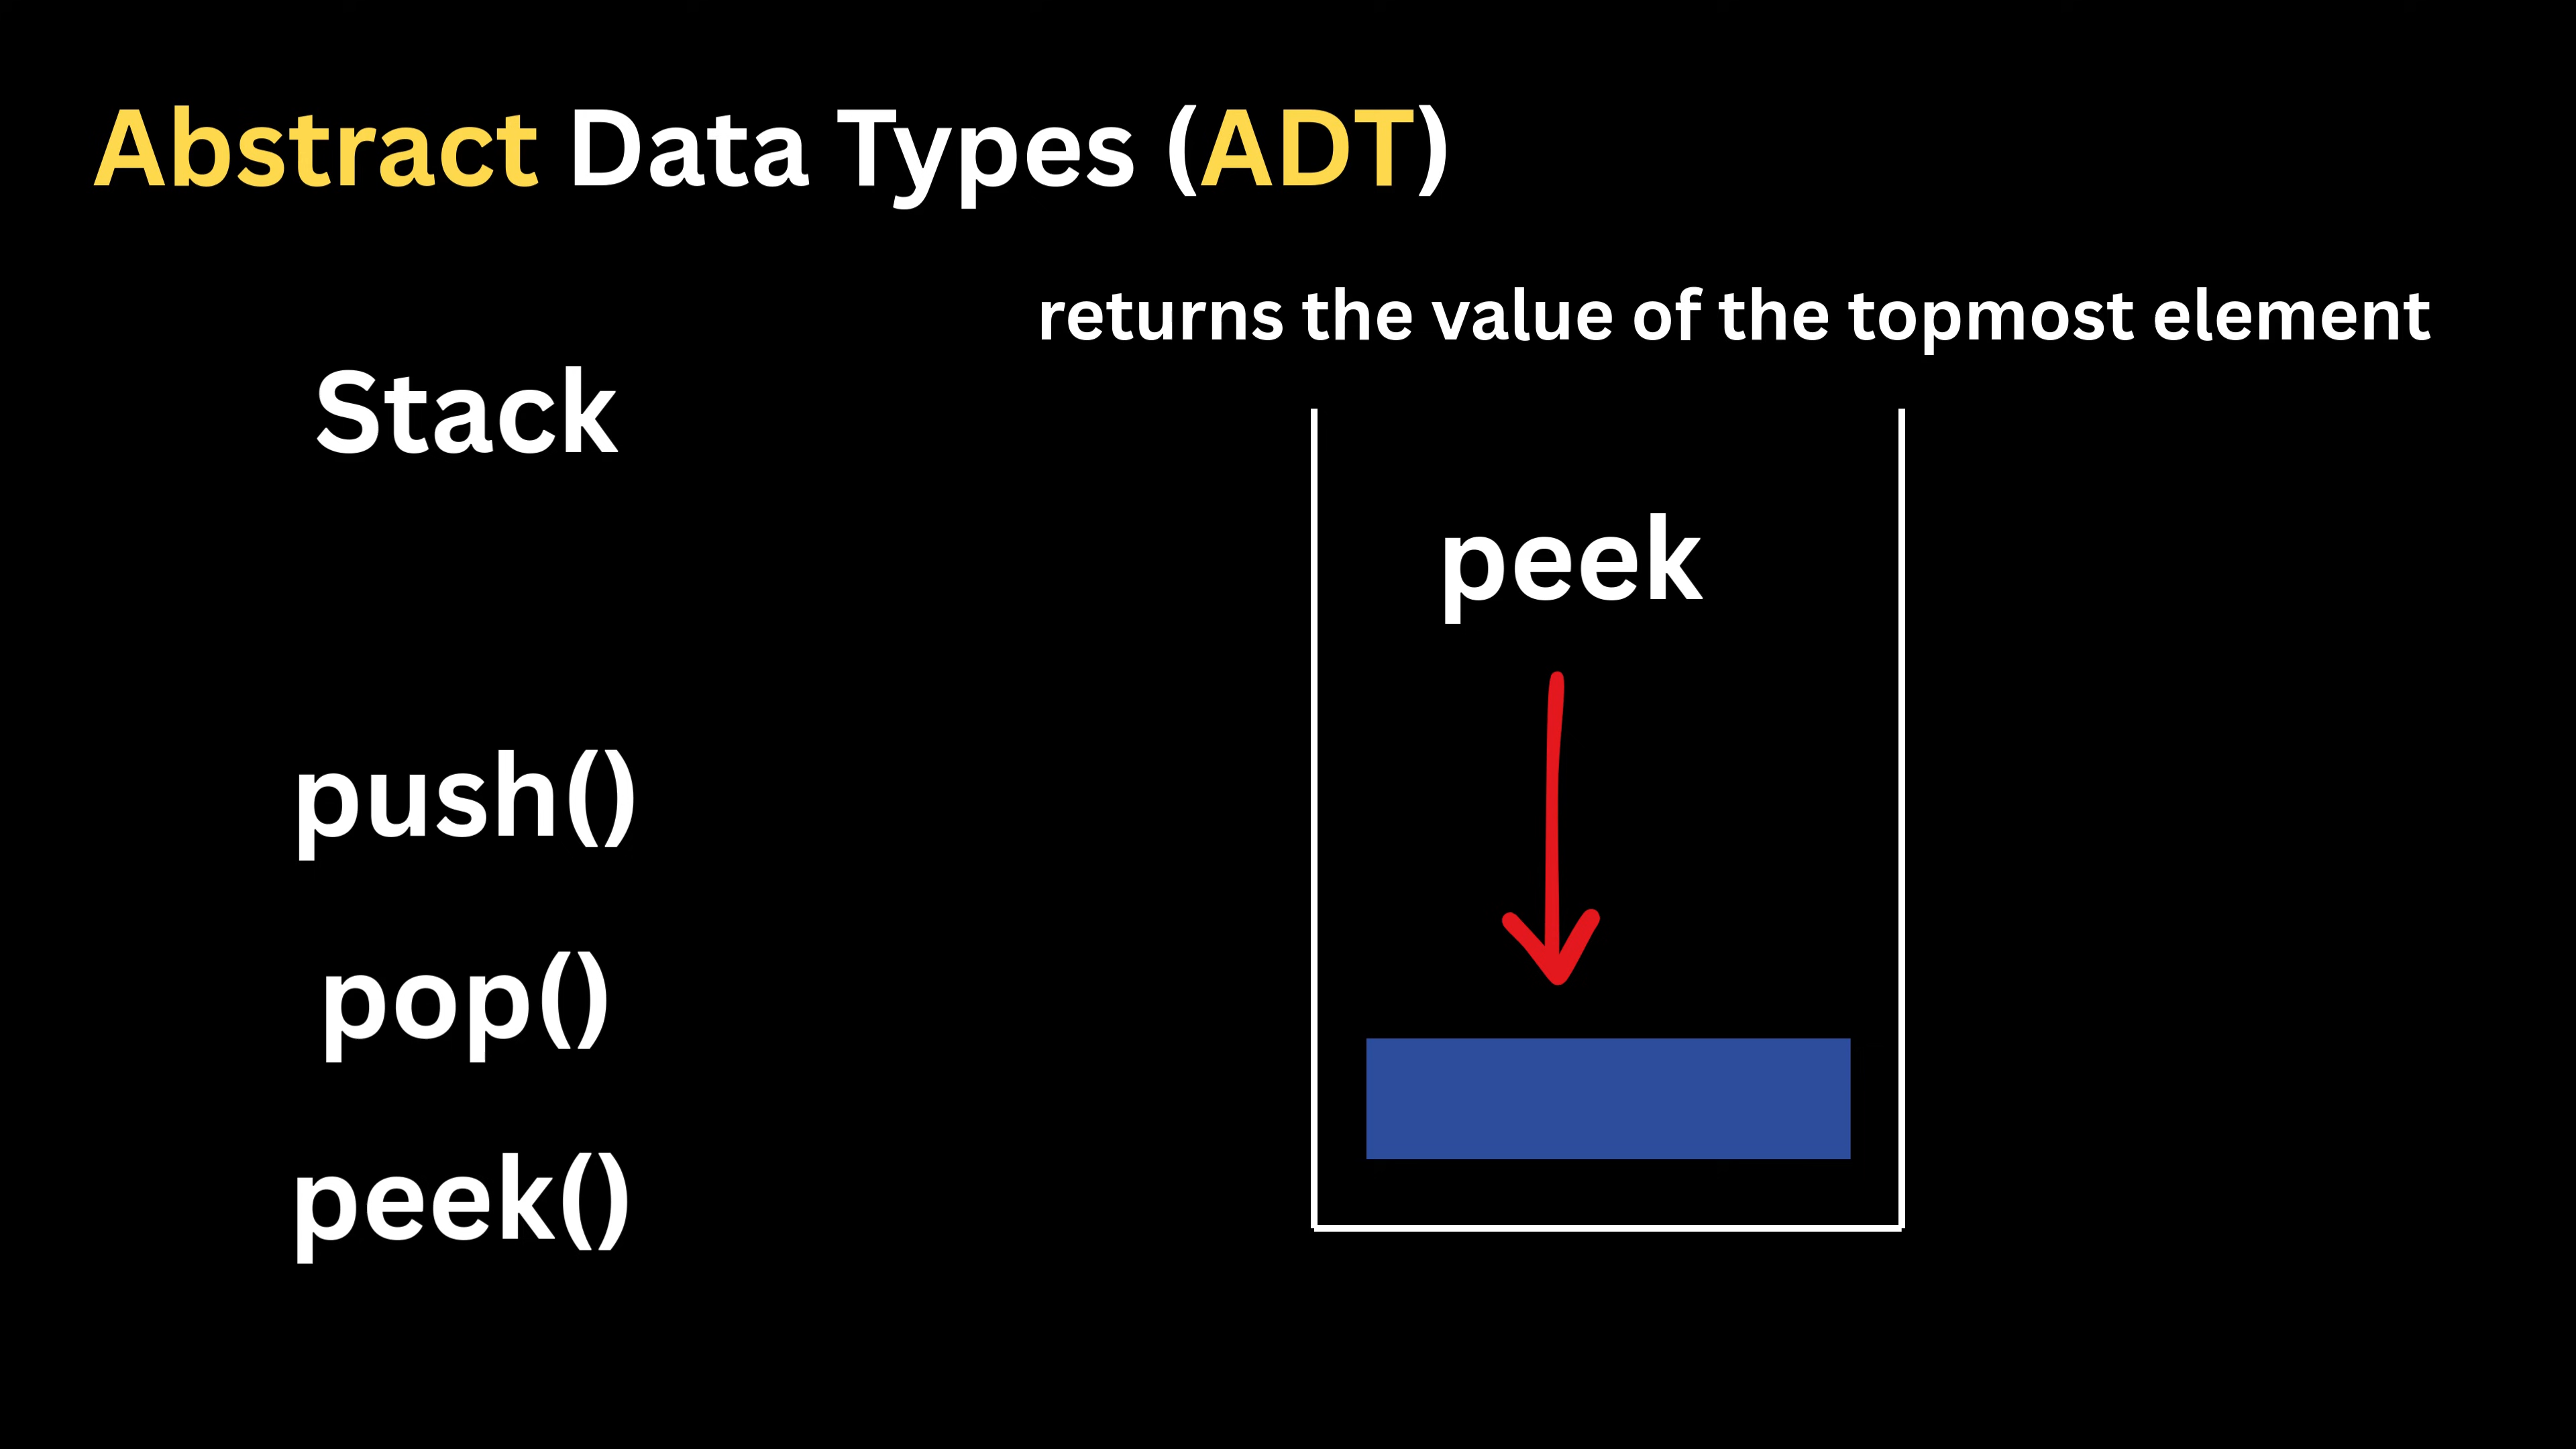 Abstract Data Types (ADT)
returns the value of the topmost element
Stack
peek
push()
pop()
peek()